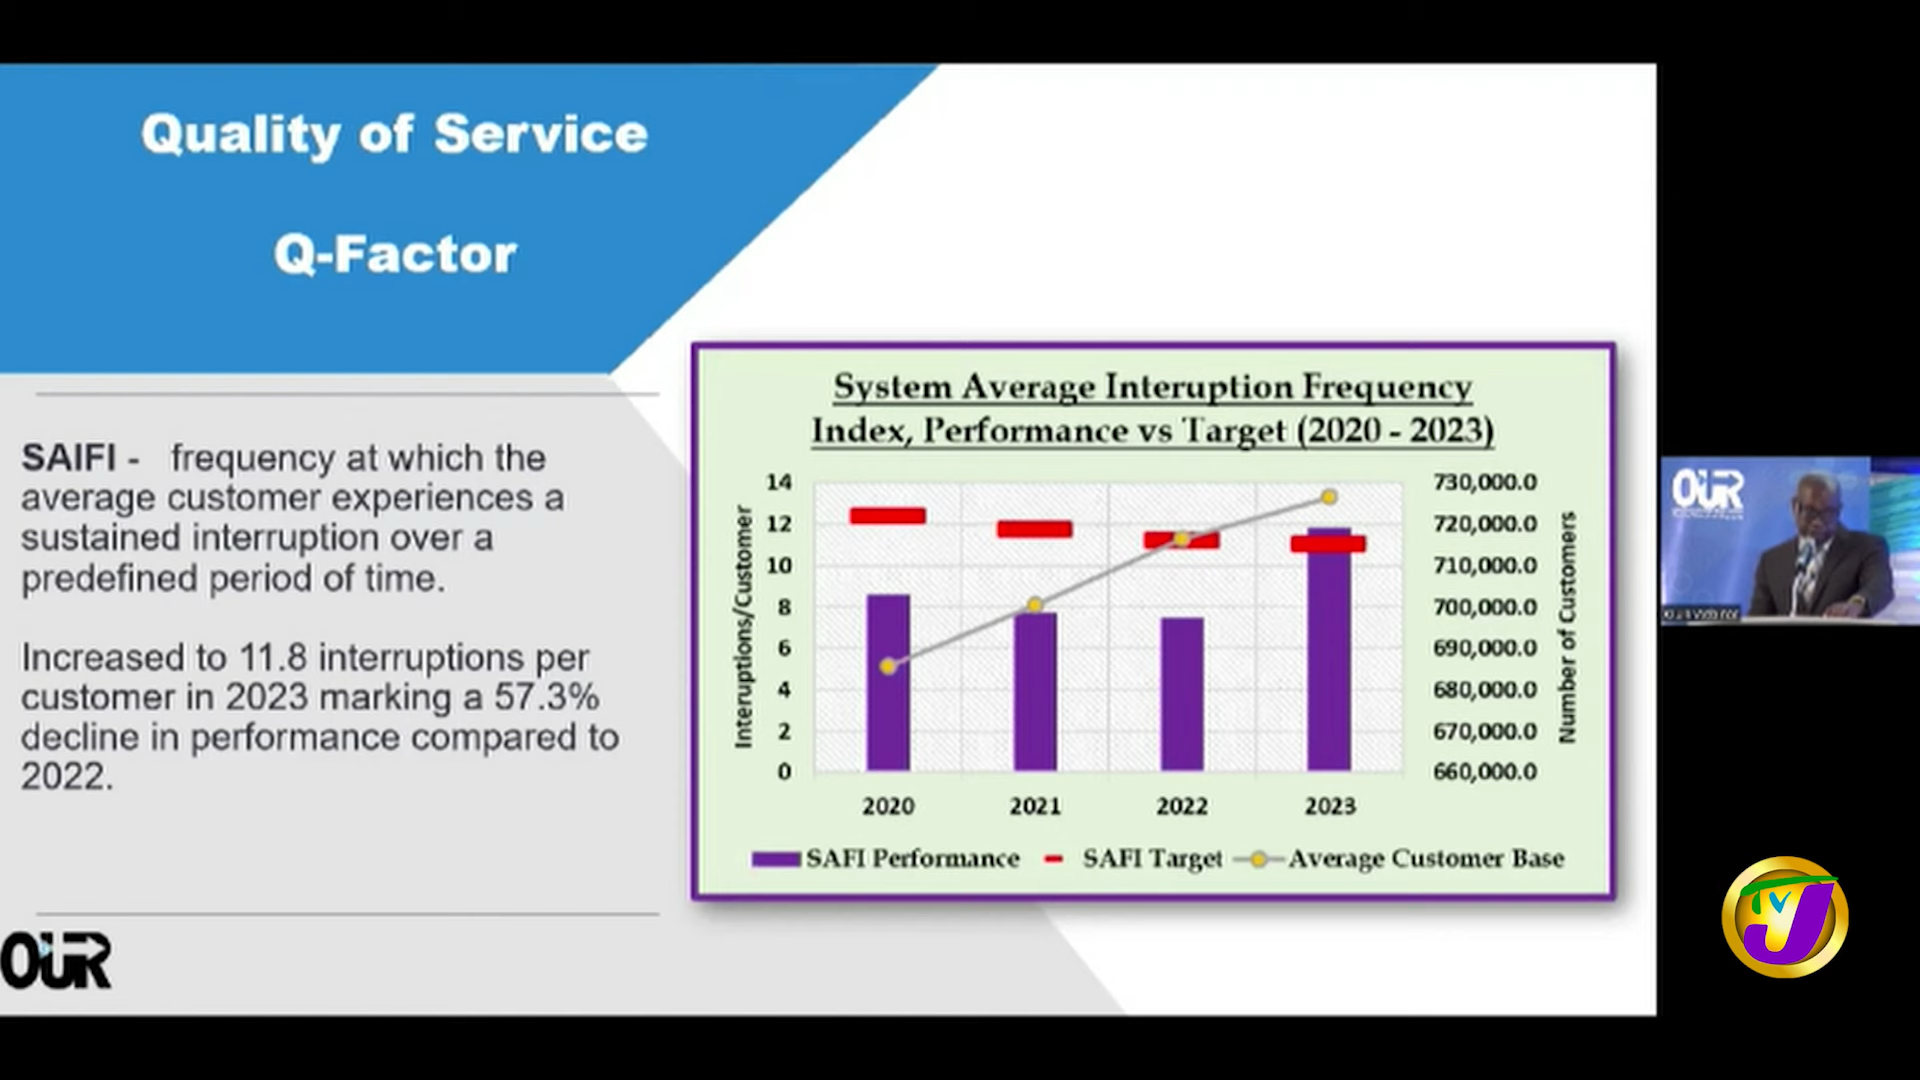 Quality of Service
Q-Factor
SAIFI - frequency at which the
average customer experiences a
sustained interruption over a
predefined period of time.
Increased to 11.8 interruptions per
customer in 2023 marking a 57.3%
decline in performance compared to
2022.
OUR
System Average Interuption Frequency
Index, Performance vs Target (2020 - 2023)
Interuptions/Customer
14
12
10
8
6
4
2
0
730,000.0
720,000.0
710,000.0
700,000.0
690,000.0
680,000.0
670,000.0
660,000.0
Number of Customers
2020 2021 2022 2023
SAFI Performance SAFI Target Average Customer Base
OUR
TVJ